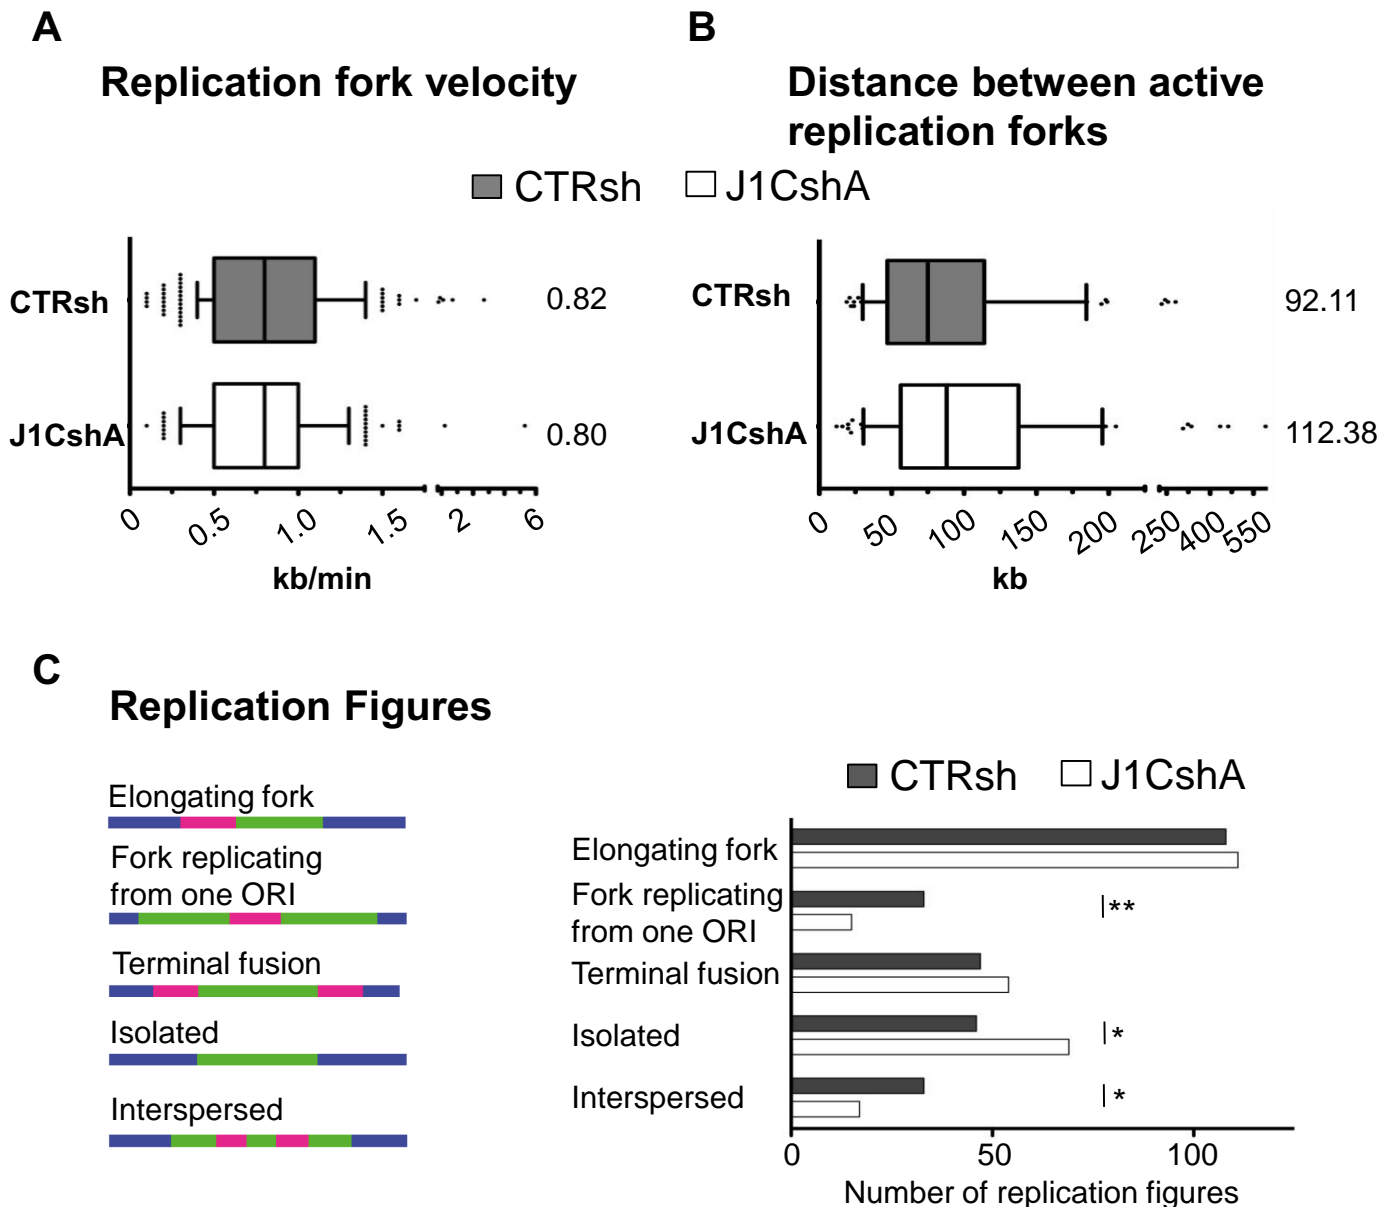 A
Replication fork velocity
B
Distance between active
replication forks
CTRsh
J1CshA
CTRsh
0.82
J1CshA
0.80
0
0.5
1.0
1.5
2
6
kb/min
CTRsh
92.11
J1CshA
112.38
0
50
100
150
200
250
400
550
kb
C
Replication Figures
Elongating fork
Fork replicating
from one ORI
Terminal fusion
Isolated
Interspersed
CTRsh
J1CshA
Elongating fork
Fork replicating
from one ORI
**
Terminal fusion
Isolated
*
Interspersed
*
0
50
100
Number of replication figures